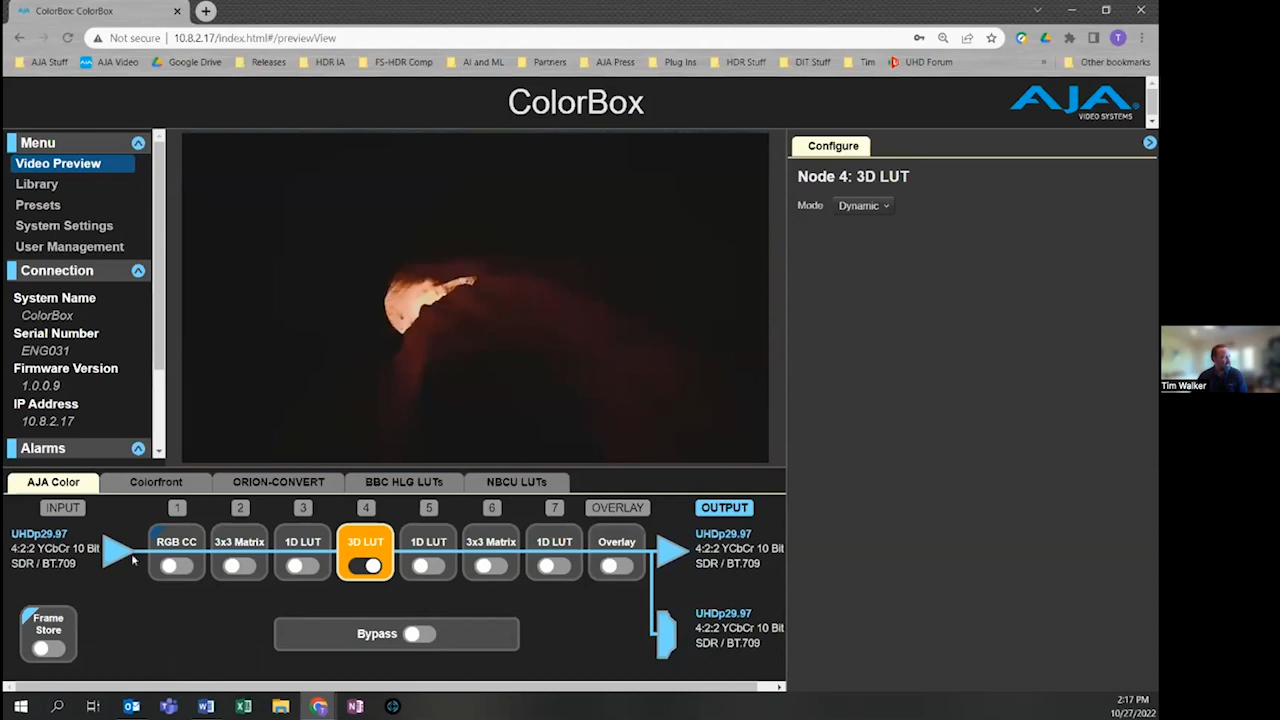 ColorBox: ColorBox
Not secure | 10.8.2.17/index.html#/previewView
T
AJA Stuff AJA Video Google Drive Releases HDR IA FS-HDR Comp AI and ML Partners AJA Press Plug Ins HDR Stuff DIT Stuff Tim UHD Forum » Other bookmarks
ColorBox
AJA
VIDEO SYSTEMS
Menu
Video Preview
Library
Presets
System Settings
User Management
Connection
System Name
ColorBox
Serial Number
ENG031
Firmware Version
1.0.0.9
IP Address
10.8.2.17
Alarms
Configure
Node 4: 3D LUT
Mode Dynamic
Tim Walker
AJA Color Colorfront ORION-CONVERT BBC HLG LUTs NBCU LUTs
INPUT 1 2 3 4 5 6 7 OVERLAY OUTPUT
UHDp29.97
4:2:2 YCbCr 10 Bit
SDR / BT.709
RGB CC 3x3 Matrix 1D LUT 3D LUT 1D LUT 3x3 Matrix 1D LUT Overlay
UHDp29.97
4:2:2 YCbCr 10 Bit
SDR / BT.709
Frame
Store
Bypass
UHDp29.97
4:2:2 YCbCr 10 Bit
SDR / BT.709
2:17 PM
10/27/2022